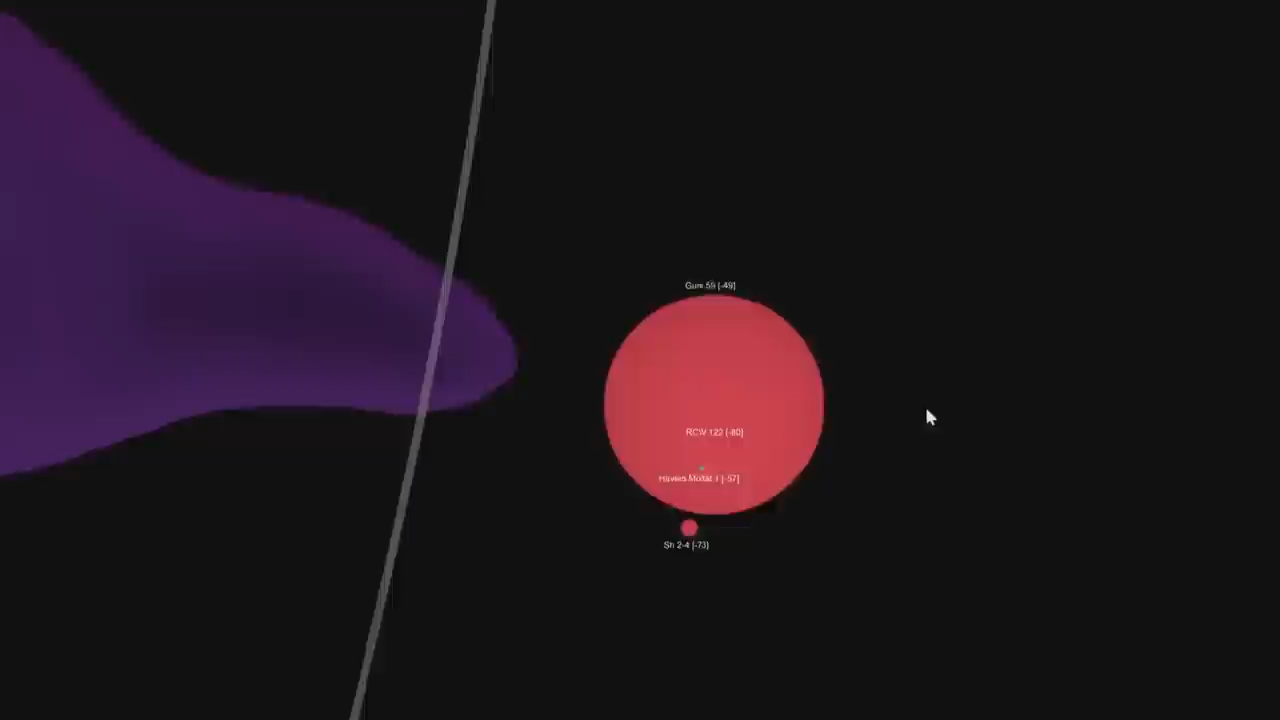 Gum 59 [-49]
RCW 122 [-80]
Havlen Moffat 1 [-57]
Sh 2-4 [-73]